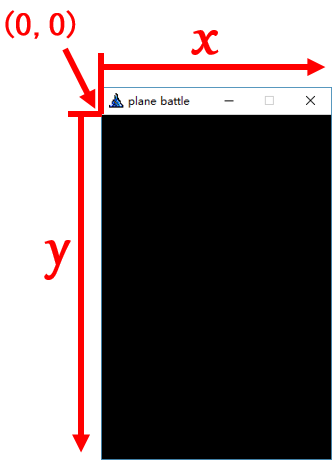 (0, 0)
x
plane battle
y